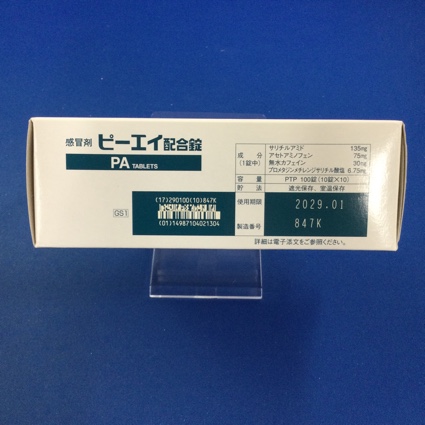 感冒剤 ピーエイ配合錠
PA TABLETS
成分(1錠中)
サリチルアミド 135mg
アセトアミノフェン 75mg
無水カフェイン 30mg
プロメタジンメチレンジサリチル酸塩 6.75mg
容量 PTP 100錠(10錠×10)
貯法 遮光保存、室温保存
使用期限 2029.01
製造番号 847K
詳細は電子添文をご参照ください。
GS1
(17)290100(10)847K
(01)14987104021304